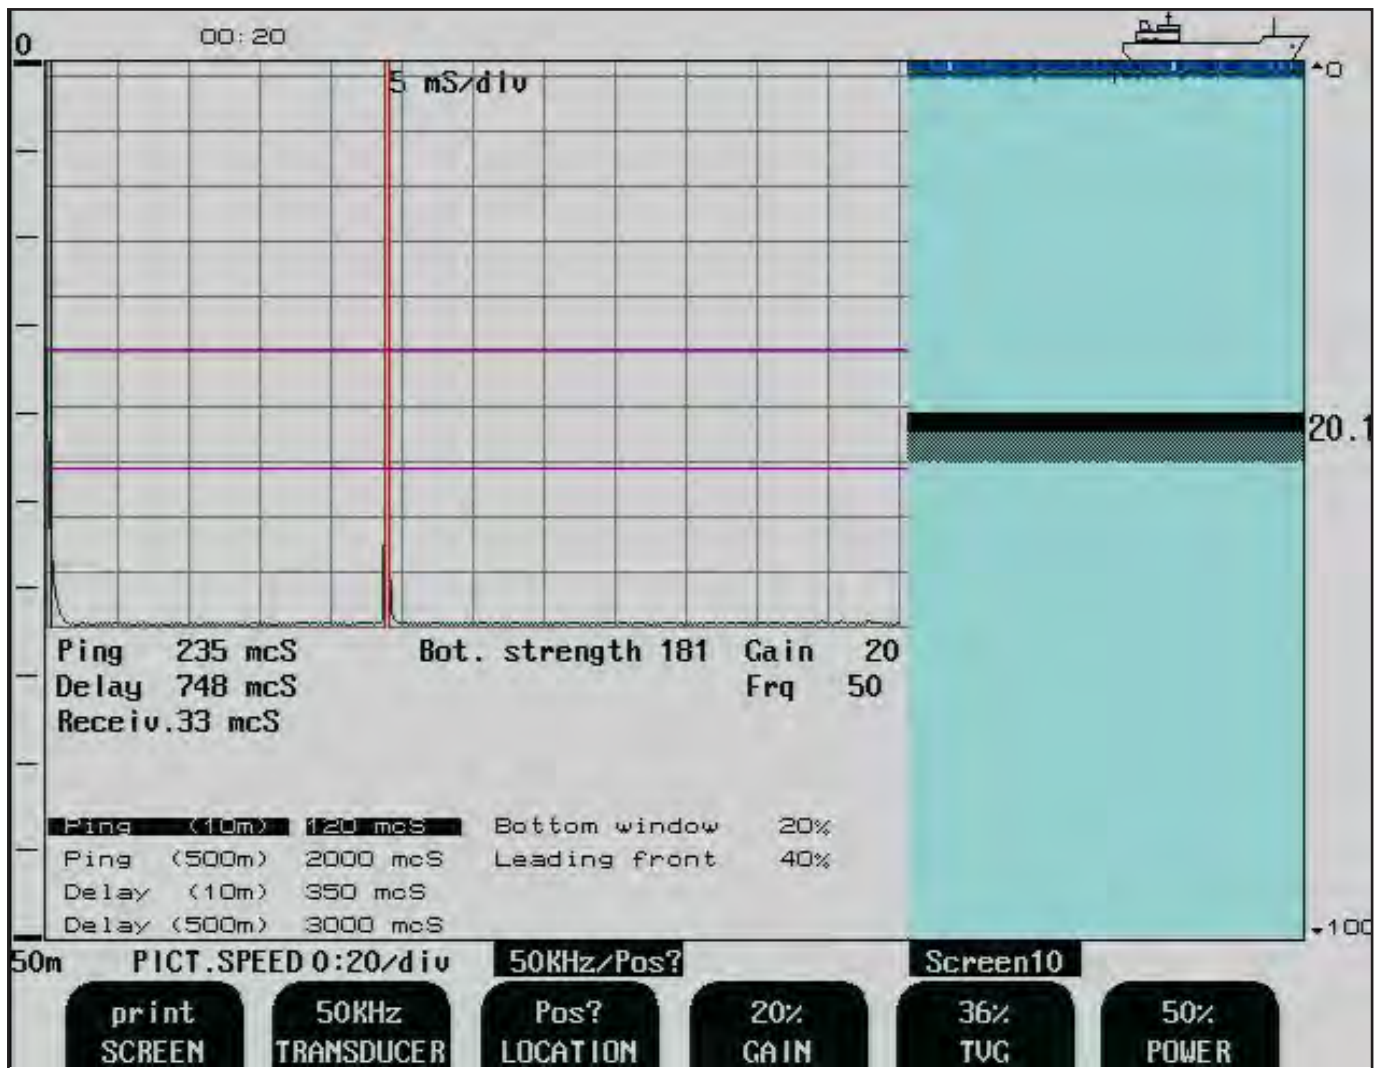 0 00:20
5 mS/div
0
20.1
Ping 235 mcS Bot. strength 181 Gain 20
Delay 748 mcS Frq 50
Receiv.33 mcS
Ping (10m) 120 mcS Bottom window 20%
Ping (500m) 2000 mcS Leading front 40%
Delay (10m) 350 mcS
Delay (500m) 3000 mcS
100
50m PICT.SPEED 0:20/div 50KHz/Pos? Screen10
print 50KHz Pos? 20% 36% 50%
SCREEN TRANSDUCER LOCATION GAIN TVG POWER